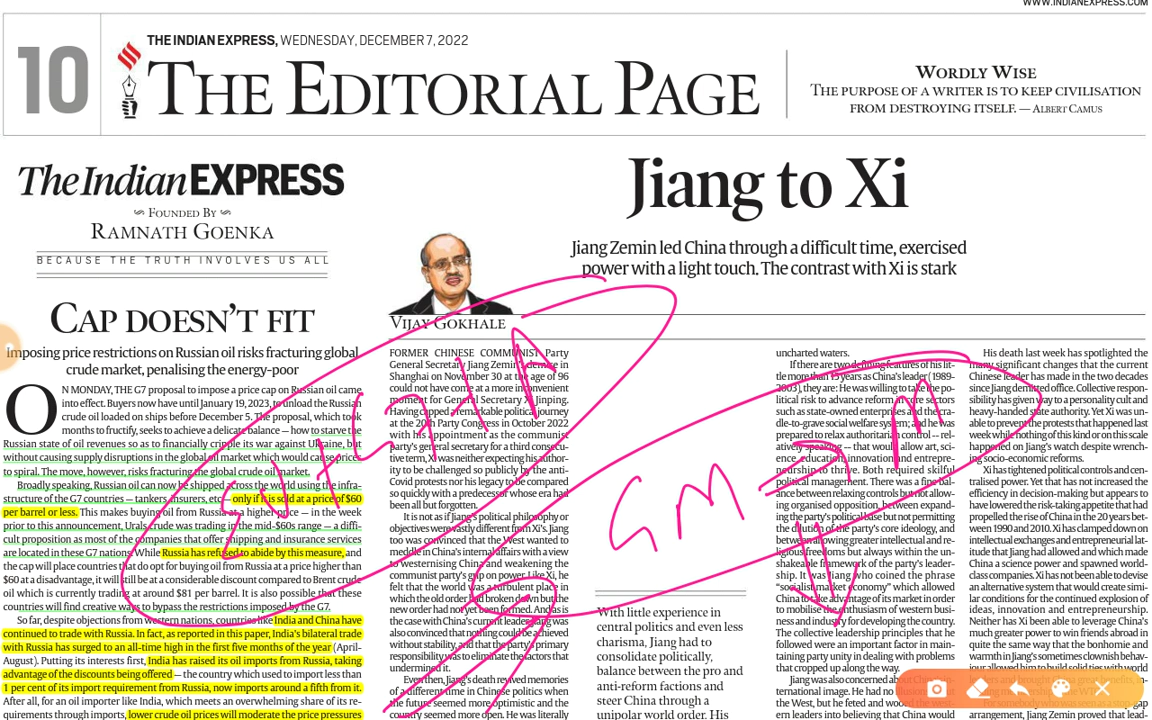 WWW.INDIANEXPRESS.COM
10
THE INDIAN EXPRESS, WEDNESDAY, DECEMBER 7, 2022
THE EDITORIAL PAGE
WORDLY WISE
THE PURPOSE OF A WRITER IS TO KEEP CIVILISATION
FROM DESTROYING ITSELF. — ALBERT CAMUS
The Indian EXPRESS
FOUNDED BY
RAMNATH GOENKA
BECAUSE THE TRUTH INVOLVES US ALL
CAP DOESN'T FIT
Imposing price restrictions on Russian oil risks fracturing global
crude market, penalising the energy-poor
ON MONDAY, THE G7 proposal to impose a price cap on Russian oil came
into effect. Buyers now have until January 19, 2023, to unload the Russian
crude oil loaded on ships before December 5. The proposal, which took
months to fructify, seeks to achieve a delicate balance — how to starve the
Russian state of oil revenues so as to financially cripple its war against Ukraine, but
without causing supply disruptions in the global oil market which would cause prices
to spiral. The move, however, risks fracturing the global crude oil market.
Broadly speaking, Russian oil can now be shipped across the world using the infra-
structure of the G7 countries — tankers, insurers, etc — only if it is sold at a price of $60
per barrel or less. This makes buying oil from Russia at a higher price — in the week
prior to this announcement, Urals crude was trading in the mid-$60s range — a diffi-
cult proposition as most of the companies that offer shipping and insurance services
are located in these G7 nations. While Russia has refused to abide by this measure, and
the cap will place countries that do opt for buying oil from Russia at a price higher than
$60 at a disadvantage, it will still be at a considerable discount compared to Brent crude
oil which is currently trading at around $81 per barrel. It is also possible that these
countries will find creative ways to bypass the restrictions imposed by the G7.
So far, despite objections from western nations, countries like India and China have
continued to trade with Russia. In fact, as reported in this paper, India's bilateral trade
with Russia has surged to an all-time high in the first five months of the year (April-
August). Putting its interests first, India has raised its oil imports from Russia, taking
advantage of the discounts being offered — the country which used to import less than
1 per cent of its import requirement from Russia, now imports around a fifth from it.
After all, for an oil importer like India, which meets an overwhelming share of its re-
quirements through imports, lower crude oil prices will moderate the price pressures
Jiang to Xi
Jiang Zemin led China through a difficult time, exercised
power with a light touch. The contrast with Xi is stark
VIJAY GOKHALE
FORMER CHINESE COMMUNIST Party
General Secretary Jiang Zemin's demise in
Shanghai on November 30 at the age of 96
could not have come at a more inconvenient
moment for General Secretary Xi Jinping.
Having capped a remarkable political journey
at the 20th Party Congress in October 2022
with his appointment as the communist
party's general secretary for a third consecu-
tive term, Xi was neither expecting his author-
ity to be challenged so publicly by the anti-
Covid protests nor his legacy to be compared
so quickly with a predecessor whose era had
been all but forgotten.
It is not as if Jiang's political philosophy or
objectives were vastly different from Xi's. Jiang
too was convinced that the West wanted to
meddle in China's internal affairs with a view
to westernising China and weakening the
communist party's grip on power. Like Xi, he
felt that the world was a turbulent place in
which the old order had broken down but the
new order had not yet been formed. And as is
the case with China's current leader, Jiang was
also convinced that nothing could be achieved
without stability, and that the party's primary
responsibility was to eliminate the factors that
undermined it.
Even then, Jiang's death revived memories
of a different time in Chinese politics when
the future seemed more optimistic and the
country seemed more open. He was literally
With little experience in
central politics and even less
charisma, Jiang had to
consolidate politically,
balance between the pro and
anti-reform factions and
steer China through a
unipolar world order. His
uncharted waters.
If there are two defining features of his lit-
tle more than 13 years as China's leader (1989-
2003), they are: He was willing to take the po-
litical risk to advance reform in core sectors
such as state-owned enterprises and the cra-
dle-to-grave social welfare system; and he was
prepared to relax authoritarian control — rel-
atively speaking — that would allow art, sci-
ence, education, innovation and entrepre-
neurship to thrive. Both required skilful
political management. There was a fine bal-
ance between relaxing controls but not allow-
ing organised opposition, between expand-
ing the party's political base but not permitting
the dilution of the party's core ideology, and
between allowing greater intellectual and re-
ligious freedoms but always within the un-
shakeable framework of the party's leader-
ship. It was Jiang who coined the phrase
"socialist market economy" which allowed
China to take advantage of its market in order
to mobilise the enthusiasm of western busi-
ness and industry for developing the country.
The collective leadership principles that he
followed were an important factor in main-
taining party unity in dealing with problems
that cropped up along the way.
Jiang was also concerned about China's in-
ternational image. He had no
the West, but he feted and wooed
ern leaders into believing that China would
His death last week has spotlighted the
many significant changes that the current
Chinese leader has made in the two decades
since Jiang demitted office. Collective respon-
sibility has given way to a personality cult and
heavy-handed state authority. Yet Xi was un-
able to prevent the protests that happened last
week while nothing of this kind or on this scale
happened on Jiang's watch despite wrench-
ing socio-economic reforms.
Xi has tightened political controls and cen-
tralised power. Yet that has not increased the
efficiency in decision-making but appears to
have lowered the risk-taking appetite that had
propelled the rise of China in the 20 years bet-
ween 1990 and 2010. Xi has clamped down on
intellectual exchanges and entrepreneurial lat-
itude that Jiang had allowed and which made
China a science power and spawned world-
class companies. Xi has not been able to devise
an alternative system that would create simi-
lar conditions for the continued explosion of
ideas, innovation and entrepreneurship.
Neither has Xi been able to leverage China's
much greater power to win friends abroad in
quite the same way that the bonhomie and
warmth in Jiang's sometimes clownish behav-
iour allowed him to build solid ties with world
arrangement, Jiang Zemin proved that lead-